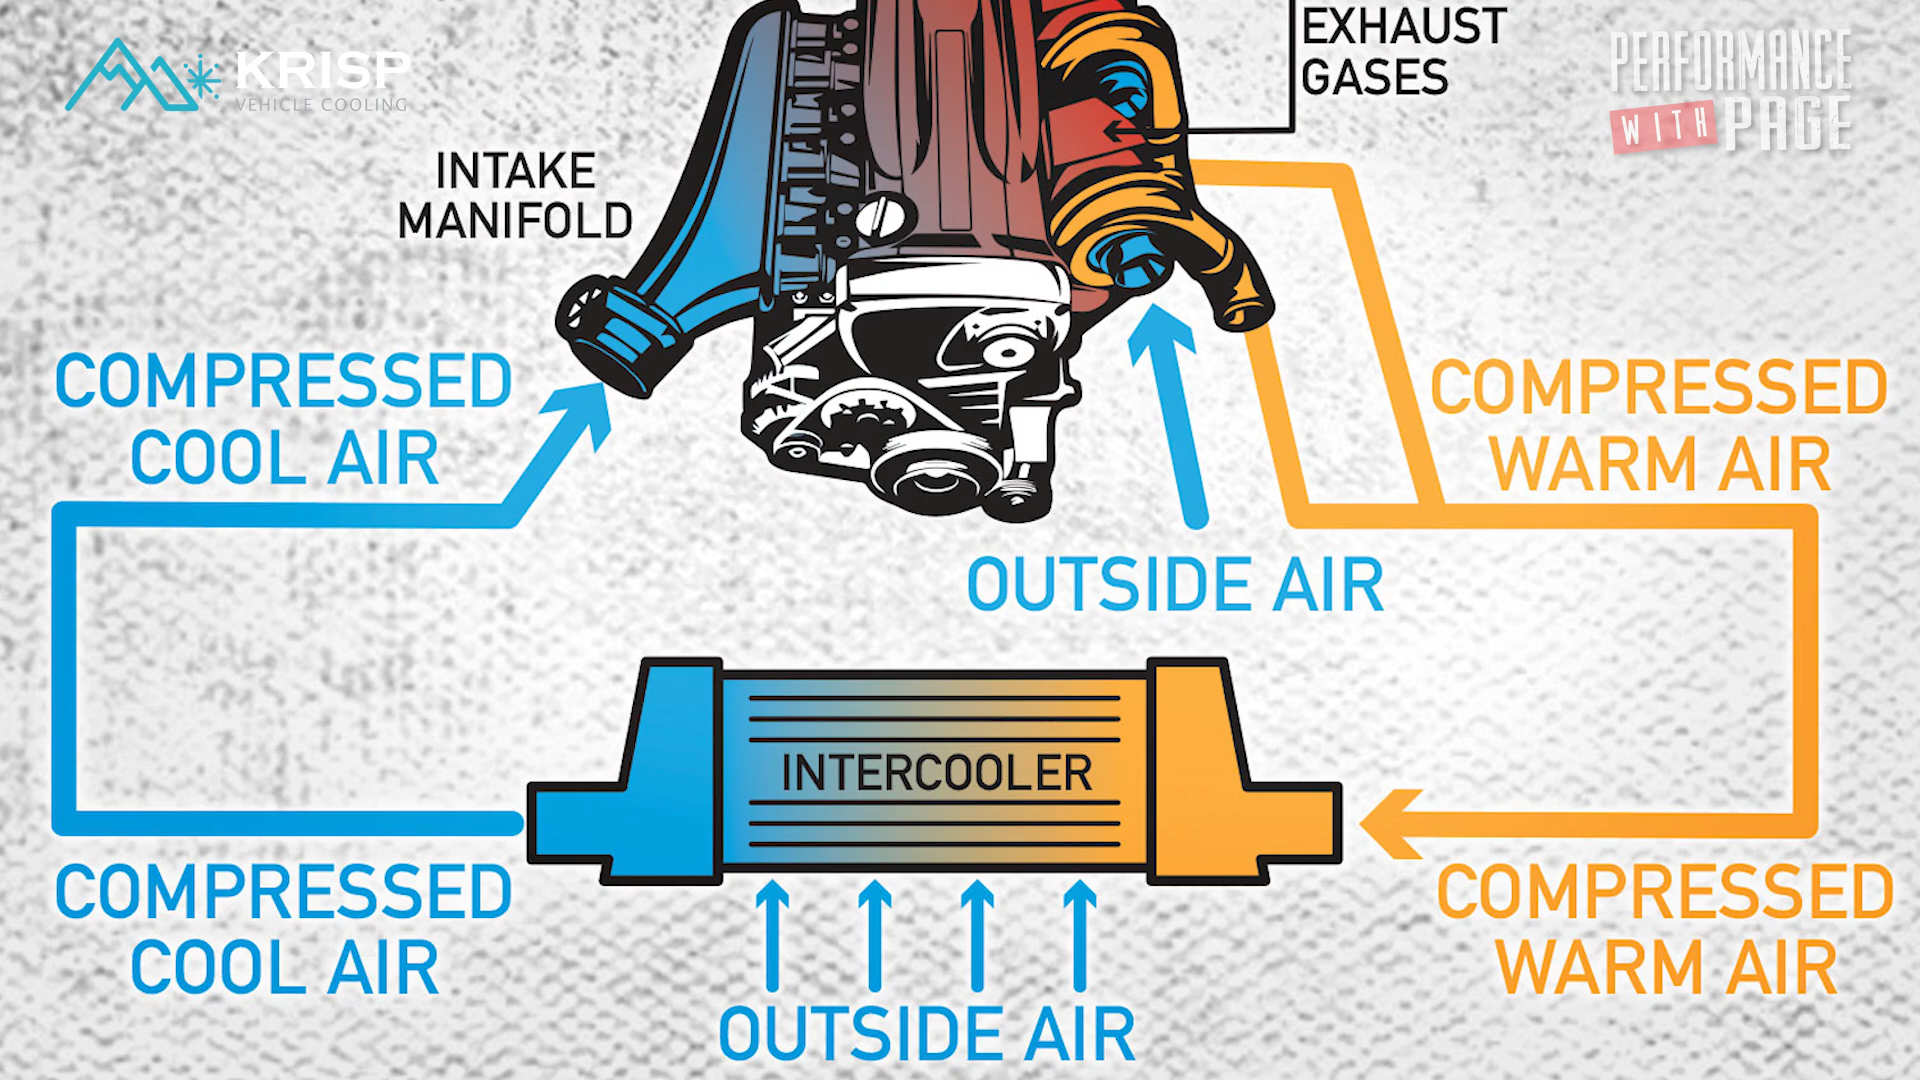 KRISP
VEHICLE COOLING
EXHAUST
GASES
PERFORMANCE
WITH PAGE
INTAKE
MANIFOLD
COMPRESSED
COOL AIR
COMPRESSED
WARM AIR
OUTSIDE AIR
INTERCOOLER
COMPRESSED
COOL AIR
COMPRESSED
WARM AIR
OUTSIDE AIR